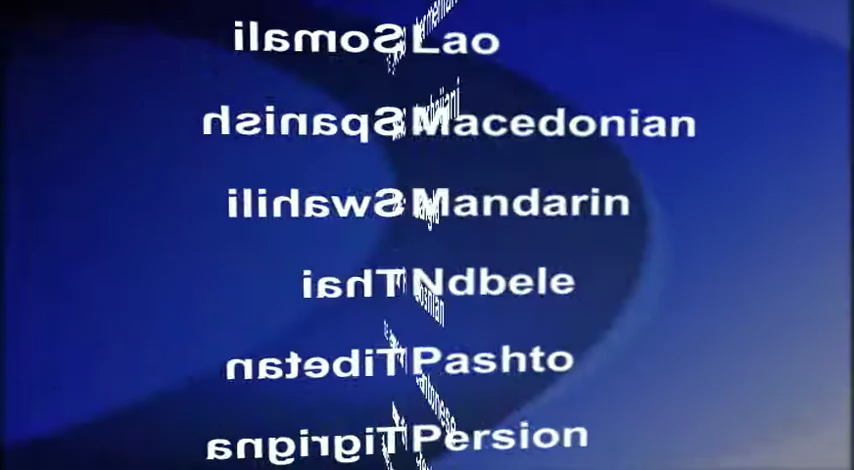 Somali Lao
Spanish Macedonian
Swahili Mandarin
Thai Ndbele
Tibetan Pashto
Tigrigna Persion